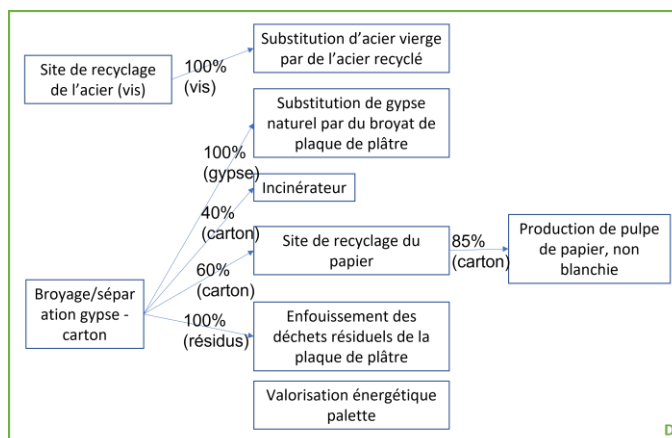 Substitution d'acier vierge
par de l'acier recyclé
Site de recyclage
de l'acier (vis)
100%
(vis)
Substitution de gypse
naturel par du broyat de
plaque de plâtre
100%
(gypse)
Incinérateur
40%
(carton)
Site de recyclage du
papier
85%
(carton)
Production de pulpe
de papier, non
blanchie
60%
(carton)
Broyage/sépar
ation gypse -
carton
100%
(résidus)
Enfouissement des
déchets résiduels de la
plaque de plâtre
Valorisation énergétique
palette
D